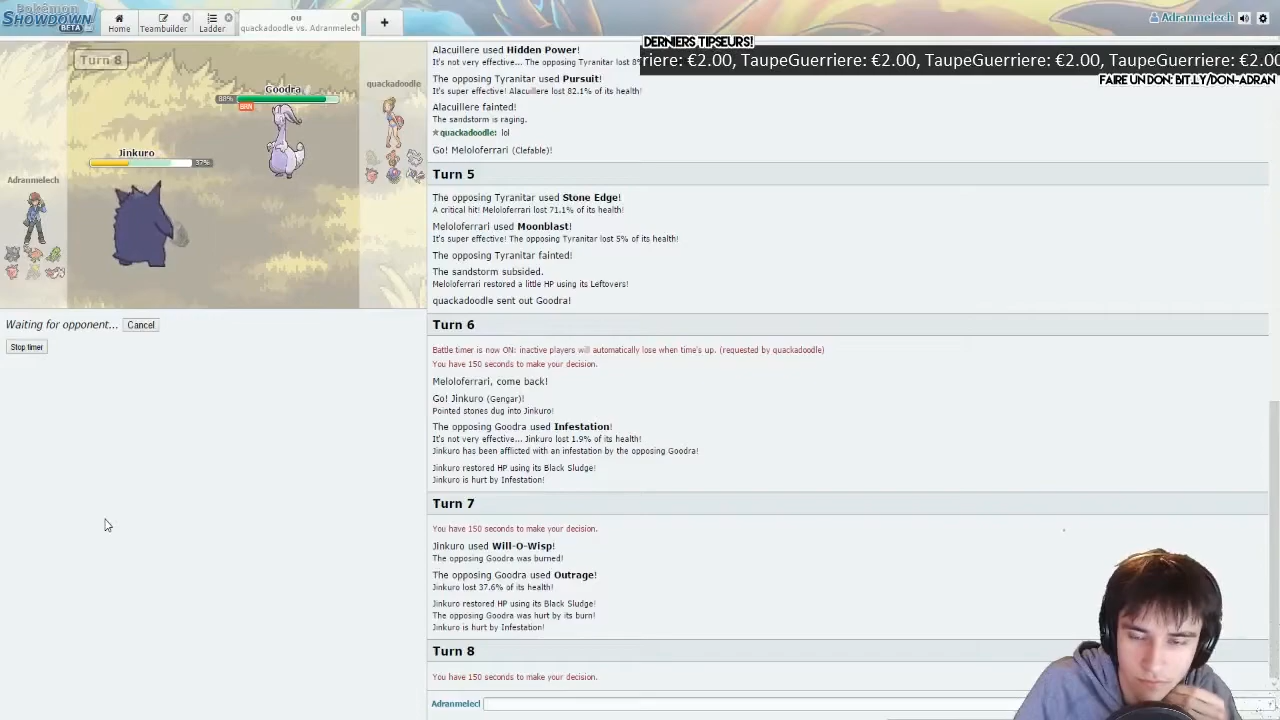 Pokémon
Showdown
BETA
Home
Teambuilder
Ladder
ou
quackadoodle vs. Adranmelech
+
Adranmelech
DERNIERS TIPSEURS!
riere: €2.00, TaupeGuerriere: €2.00, TaupeGuerriere: €2.00, TaupeGuerriere: €2.0
FAIRE UN DON: BIT.LY/DON-ADRAN
Turn 8
Goodra
88%
BRN
quackadoodle
Jinkuro
37%
Adranmelech
Waiting for opponent... Cancel
Stop timer
Alacuillere used Hidden Power!
It's not very effective... The opposing Tyranitar lost 8%
The opposing Tyranitar used Pursuit!
It's super effective! Alacuillere lost 82.1% of its health!
Alacuillere fainted!
The sandstorm is raging.
★quackadoodle: lol
Go! Meloloferrari (Clefable)!
Turn 5
The opposing Tyranitar used Stone Edge!
A critical hit! Meloloferrari lost 71.1% of its health!
Meloloferrari used Moonblast!
It's super effective! The opposing Tyranitar lost 5% of its health!
The opposing Tyranitar fainted!
The sandstorm subsided.
Meloloferrari restored a little HP using its Leftovers!
quackadoodle sent out Goodra!
Turn 6
Battle timer is now ON: inactive players will automatically lose when time's up. (requested by quackadoodle)
You have 150 seconds to make your decision.
Meloloferrari, come back!
Go! Jinkuro (Gengar)!
Pointed stones dug into Jinkuro!
The opposing Goodra used Infestation!
It's not very effective... Jinkuro lost 1.9% of its health!
Jinkuro has been afflicted with an infestation by the opposing Goodra!
Jinkuro restored HP using its Black Sludge!
Jinkuro is hurt by Infestation!
Turn 7
You have 150 seconds to make your decision.
Jinkuro used Will-O-Wisp!
The opposing Goodra was burned!
The opposing Goodra used Outrage!
Jinkuro lost 37.6% of its health!
Jinkuro restored HP using its Black Sludge!
The opposing Goodra was hurt by its burn!
Jinkuro is hurt by Infestation!
Turn 8
You have 150 seconds to make your decision.
Adranmelecl